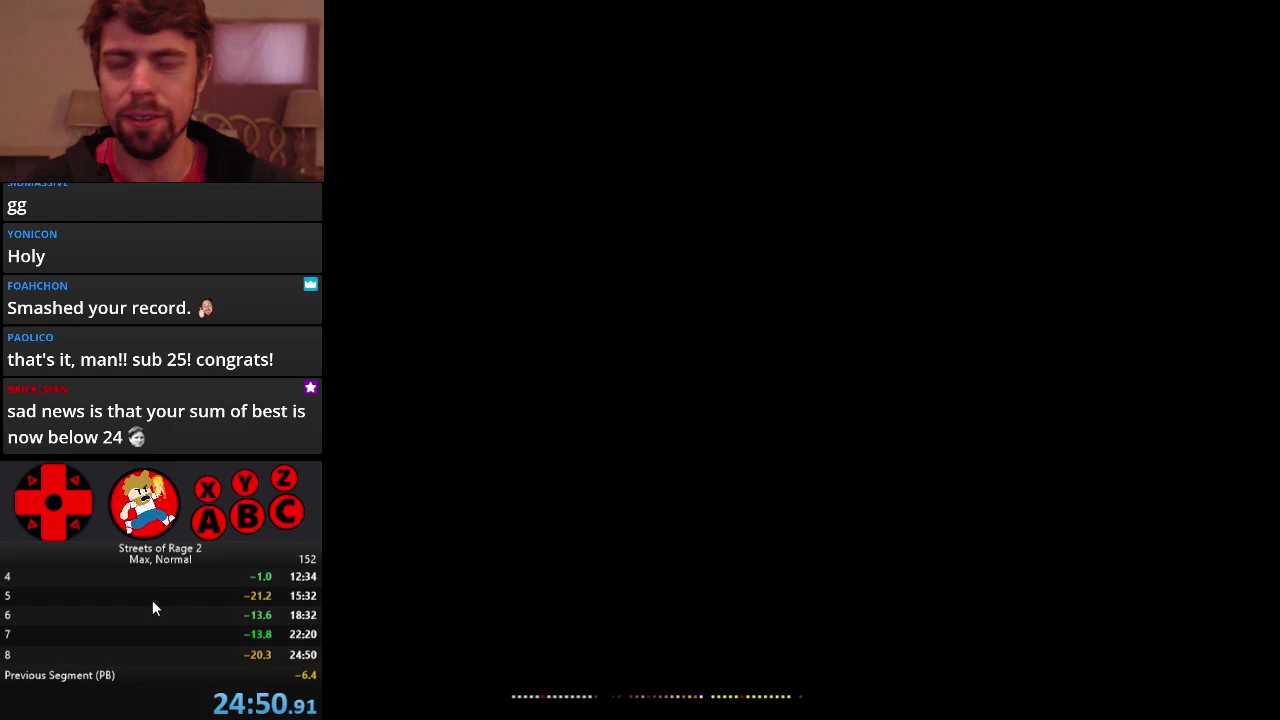 SIDMASSIVE
gg
YONICON
Holy
FOAHCHON
Smashed your record.
PAOLICO
that's it, man!! sub 25! congrats!
BRICK_MAN
sad news is that your sum of best is
now below 24
X Y Z
A B C
Streets of Rage 2
Max, Normal 152
4 −1.0 12:34
5 −21.2 15:32
6 −13.6 18:32
7 −13.8 22:20
8 −20.3 24:50
Previous Segment (PB) −6.4
24:50.91